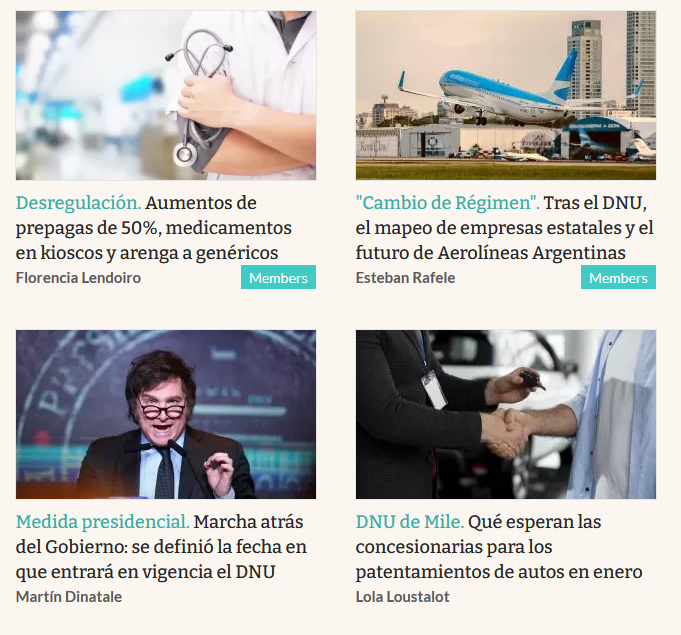 Desregulación. Aumentos de
prepagas de 50%, medicamentos
en kioscos y arenga a genéricos
Florencia Lendoiro
Members
"Cambio de Régimen". Tras el DNU,
el mapeo de empresas estatales y el
futuro de Aerolíneas Argentinas
Esteban Rafele
Members
Medida presidencial. Marcha atrás
del Gobierno: se definió la fecha en
que entrará en vigencia el DNU
Martín Dinatale
DNU de Mile. Qué esperan las
concesionarias para los
patentamientos de autos en enero
Lola Loustalot